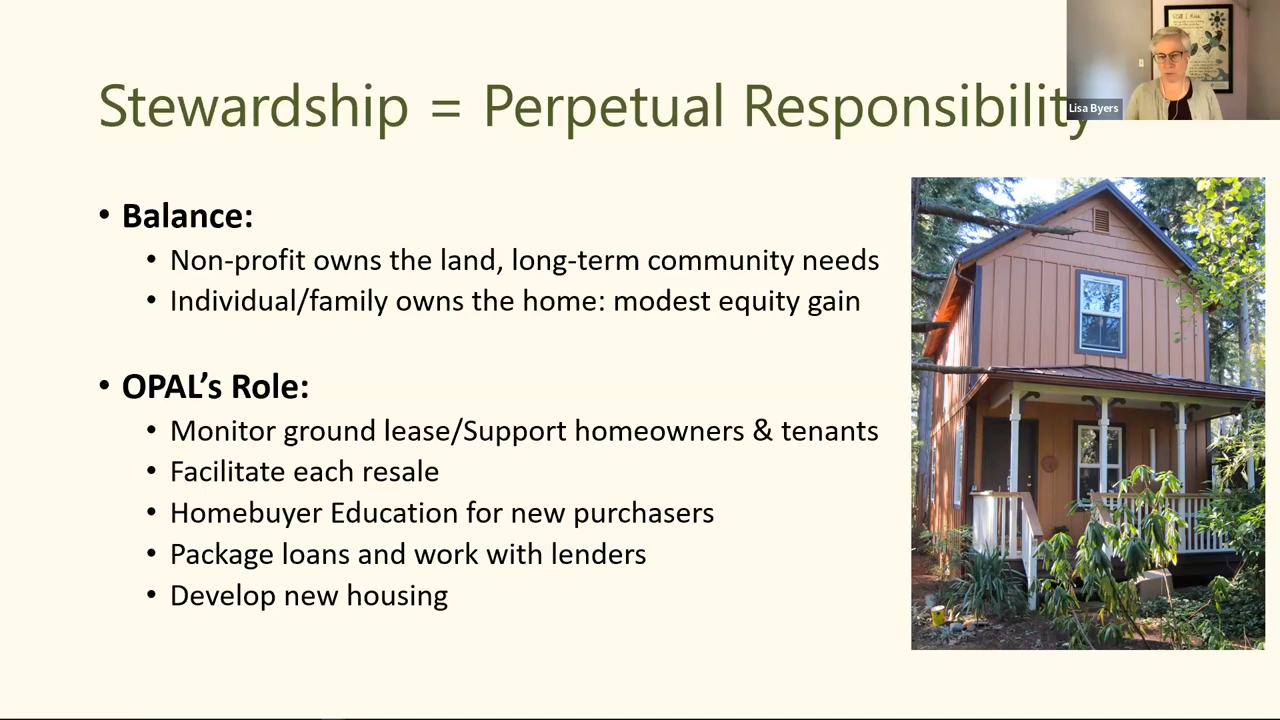 Stewardship = Perpetual Responsibility
Lisa Byers
• Balance:
• Non-profit owns the land, long-term community needs
• Individual/family owns the home: modest equity gain
• OPAL’s Role:
• Monitor ground lease/Support homeowners & tenants
• Facilitate each resale
• Homebuyer Education for new purchasers
• Package loans and work with lenders
• Develop new housing